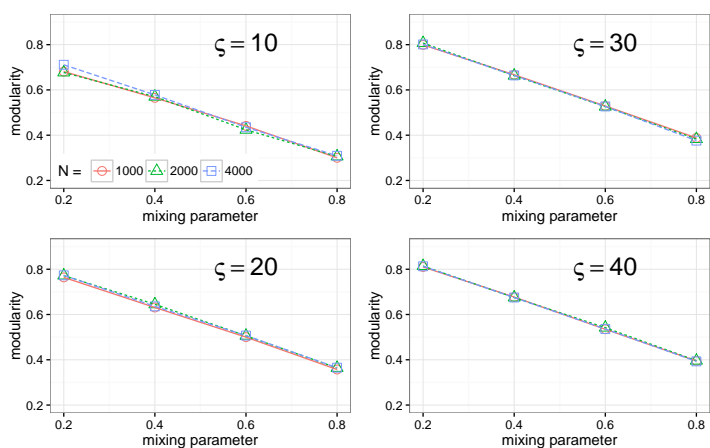 ς = 10
modularity
0.8
0.6
0.4
0.2
N = 1000 2000 4000
0.2 0.4 0.6 0.8
mixing parameter
ς = 30
modularity
0.8
0.6
0.4
0.2
0.2 0.4 0.6 0.8
mixing parameter
ς = 20
modularity
0.8
0.6
0.4
0.2
0.2 0.4 0.6 0.8
mixing parameter
ς = 40
modularity
0.8
0.6
0.4
0.2
0.2 0.4 0.6 0.8
mixing parameter